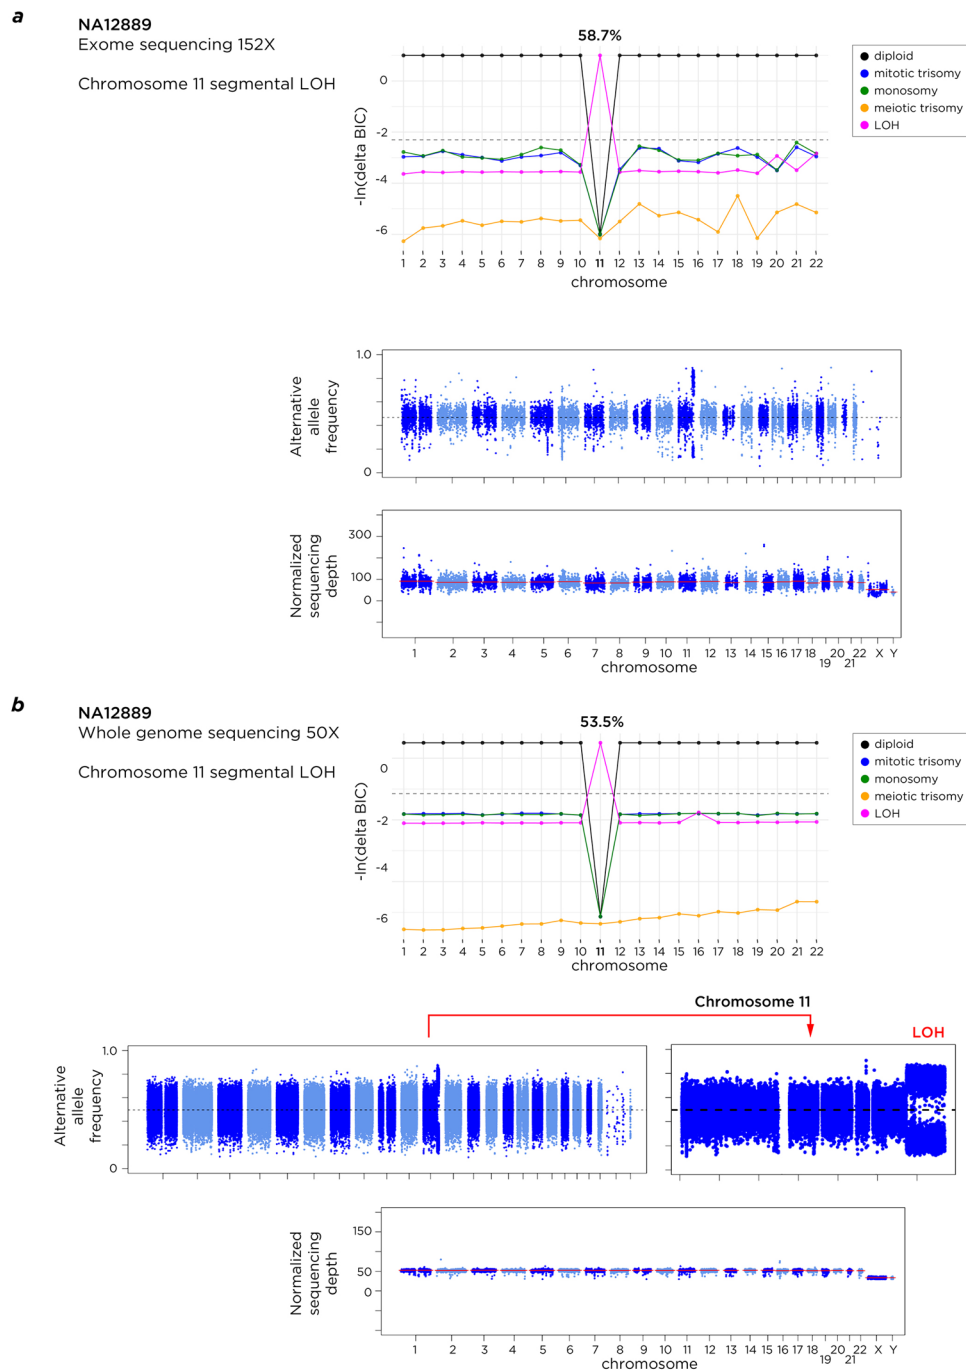 a
NA12889
Exome sequencing 152X
Chromosome 11 segmental LOH
58.7%
diploid
mitotic trisomy
monosomy
meiotic trisomy
LOH
-ln(delta BIC)
0
-2
-4
-6
1 2 3 4 5 6 7 8 9 10 11 12 13 14 15 16 17 18 19 20 21 22
chromosome
Alternative
allele
frequency
1.0
0
Normalized
sequencing
depth
300
100
0
1 2 3 4 5 6 7 8 9 10 11 12 13 14 15 16 17 18 19 20 21 22 X Y
chromosome
b
NA12889
Whole genome sequencing 50X
Chromosome 11 segmental LOH
53.5%
diploid
mitotic trisomy
monosomy
meiotic trisomy
LOH
-ln(delta BIC)
0
-2
-4
-6
1 2 3 4 5 6 7 8 9 10 11 12 13 14 15 16 17 18 19 20 21 22
chromosome
Chromosome 11
LOH
Alternative
allele
frequency
1.0
0
Normalized
sequencing
depth
150
50
0
1 2 3 4 5 6 7 8 9 10 11 12 13 14 15 16 17 18 19 20 21 22 X Y
chromosome